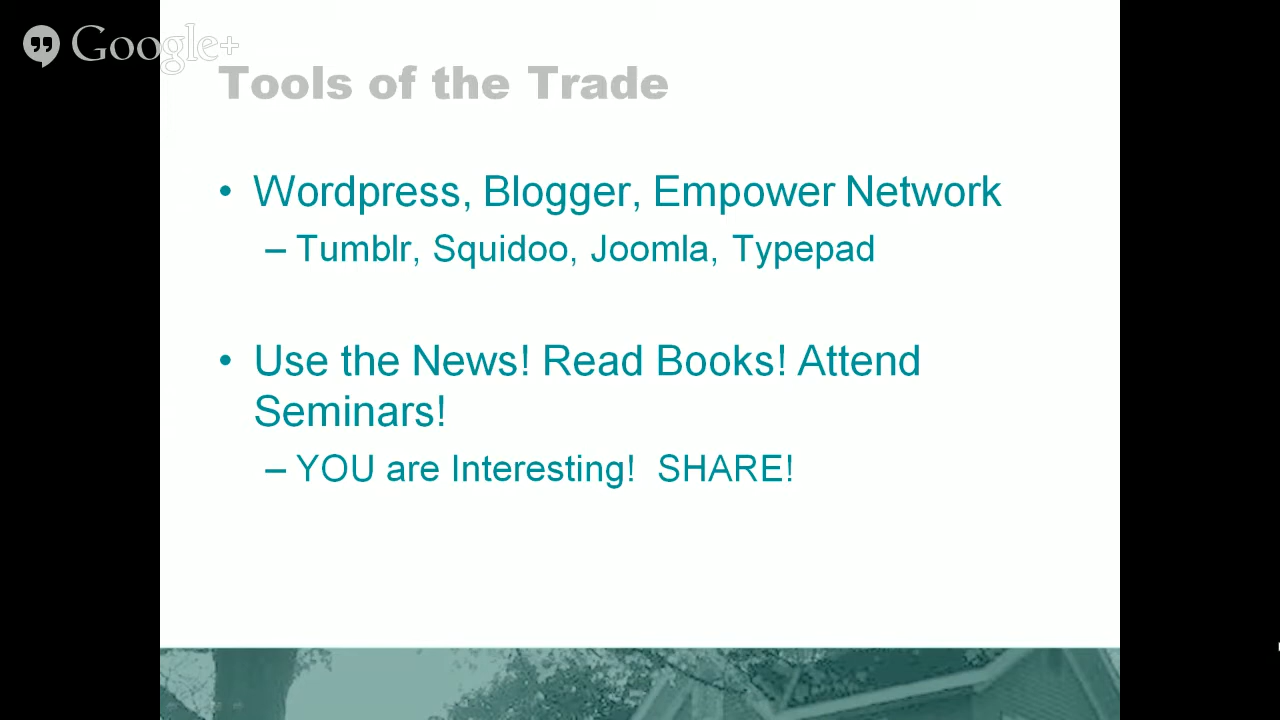 Google+
Tools of the Trade
• Wordpress, Blogger, Empower Network
– Tumblr, Squidoo, Joomla, Typepad
• Use the News! Read Books! Attend
Seminars!
– YOU are Interesting!  SHARE!